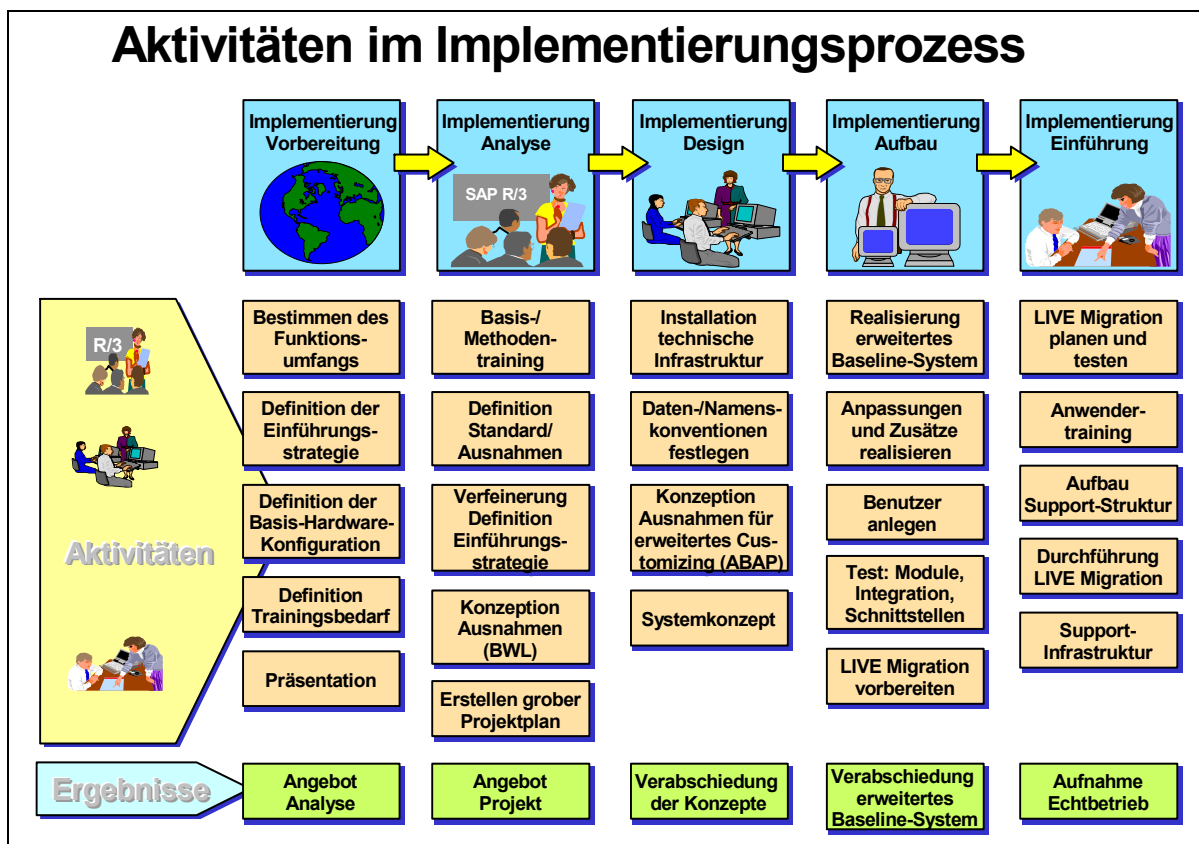 Aktivitäten im Implementierungsprozess
Implementierung
Vorbereitung
Implementierung
Analyse
SAP R/3
Implementierung
Design
Implementierung
Aufbau
Implementierung
Einführung
R/3
Aktivitäten
Bestimmen des
Funktions-
umfangs
Definition der
Einführungs-
strategie
Definition der
Basis-Hardware-
Konfiguration
Definition
Trainingsbedarf
Präsentation
Basis-/
Methoden-
training
Definition
Standard/
Ausnahmen
Verfeinerung
Definition
Einführungs-
strategie
Konzeption
Ausnahmen
(BWL)
Erstellen grober
Projektplan
Installation
technische
Infrastruktur
Daten-/Namens-
konventionen
festlegen
Konzeption
Ausnahmen für
erweitertes Cus-
tomizing (ABAP)
Systemkonzept
Realisierung
erweitertes
Baseline-System
Anpassungen
und Zusätze
realisieren
Benutzer
anlegen
Test: Module,
Integration,
Schnittstellen
LIVE Migration
vorbereiten
LIVE Migration
planen und
testen
Anwender-
training
Aufbau
Support-Struktur
Durchführung
LIVE Migration
Support-
Infrastruktur
Ergebnisse
Angebot
Analyse
Angebot
Projekt
Verabschiedung
der Konzepte
Verabschiedung
erweitertes
Baseline-System
Aufnahme
Echtbetrieb